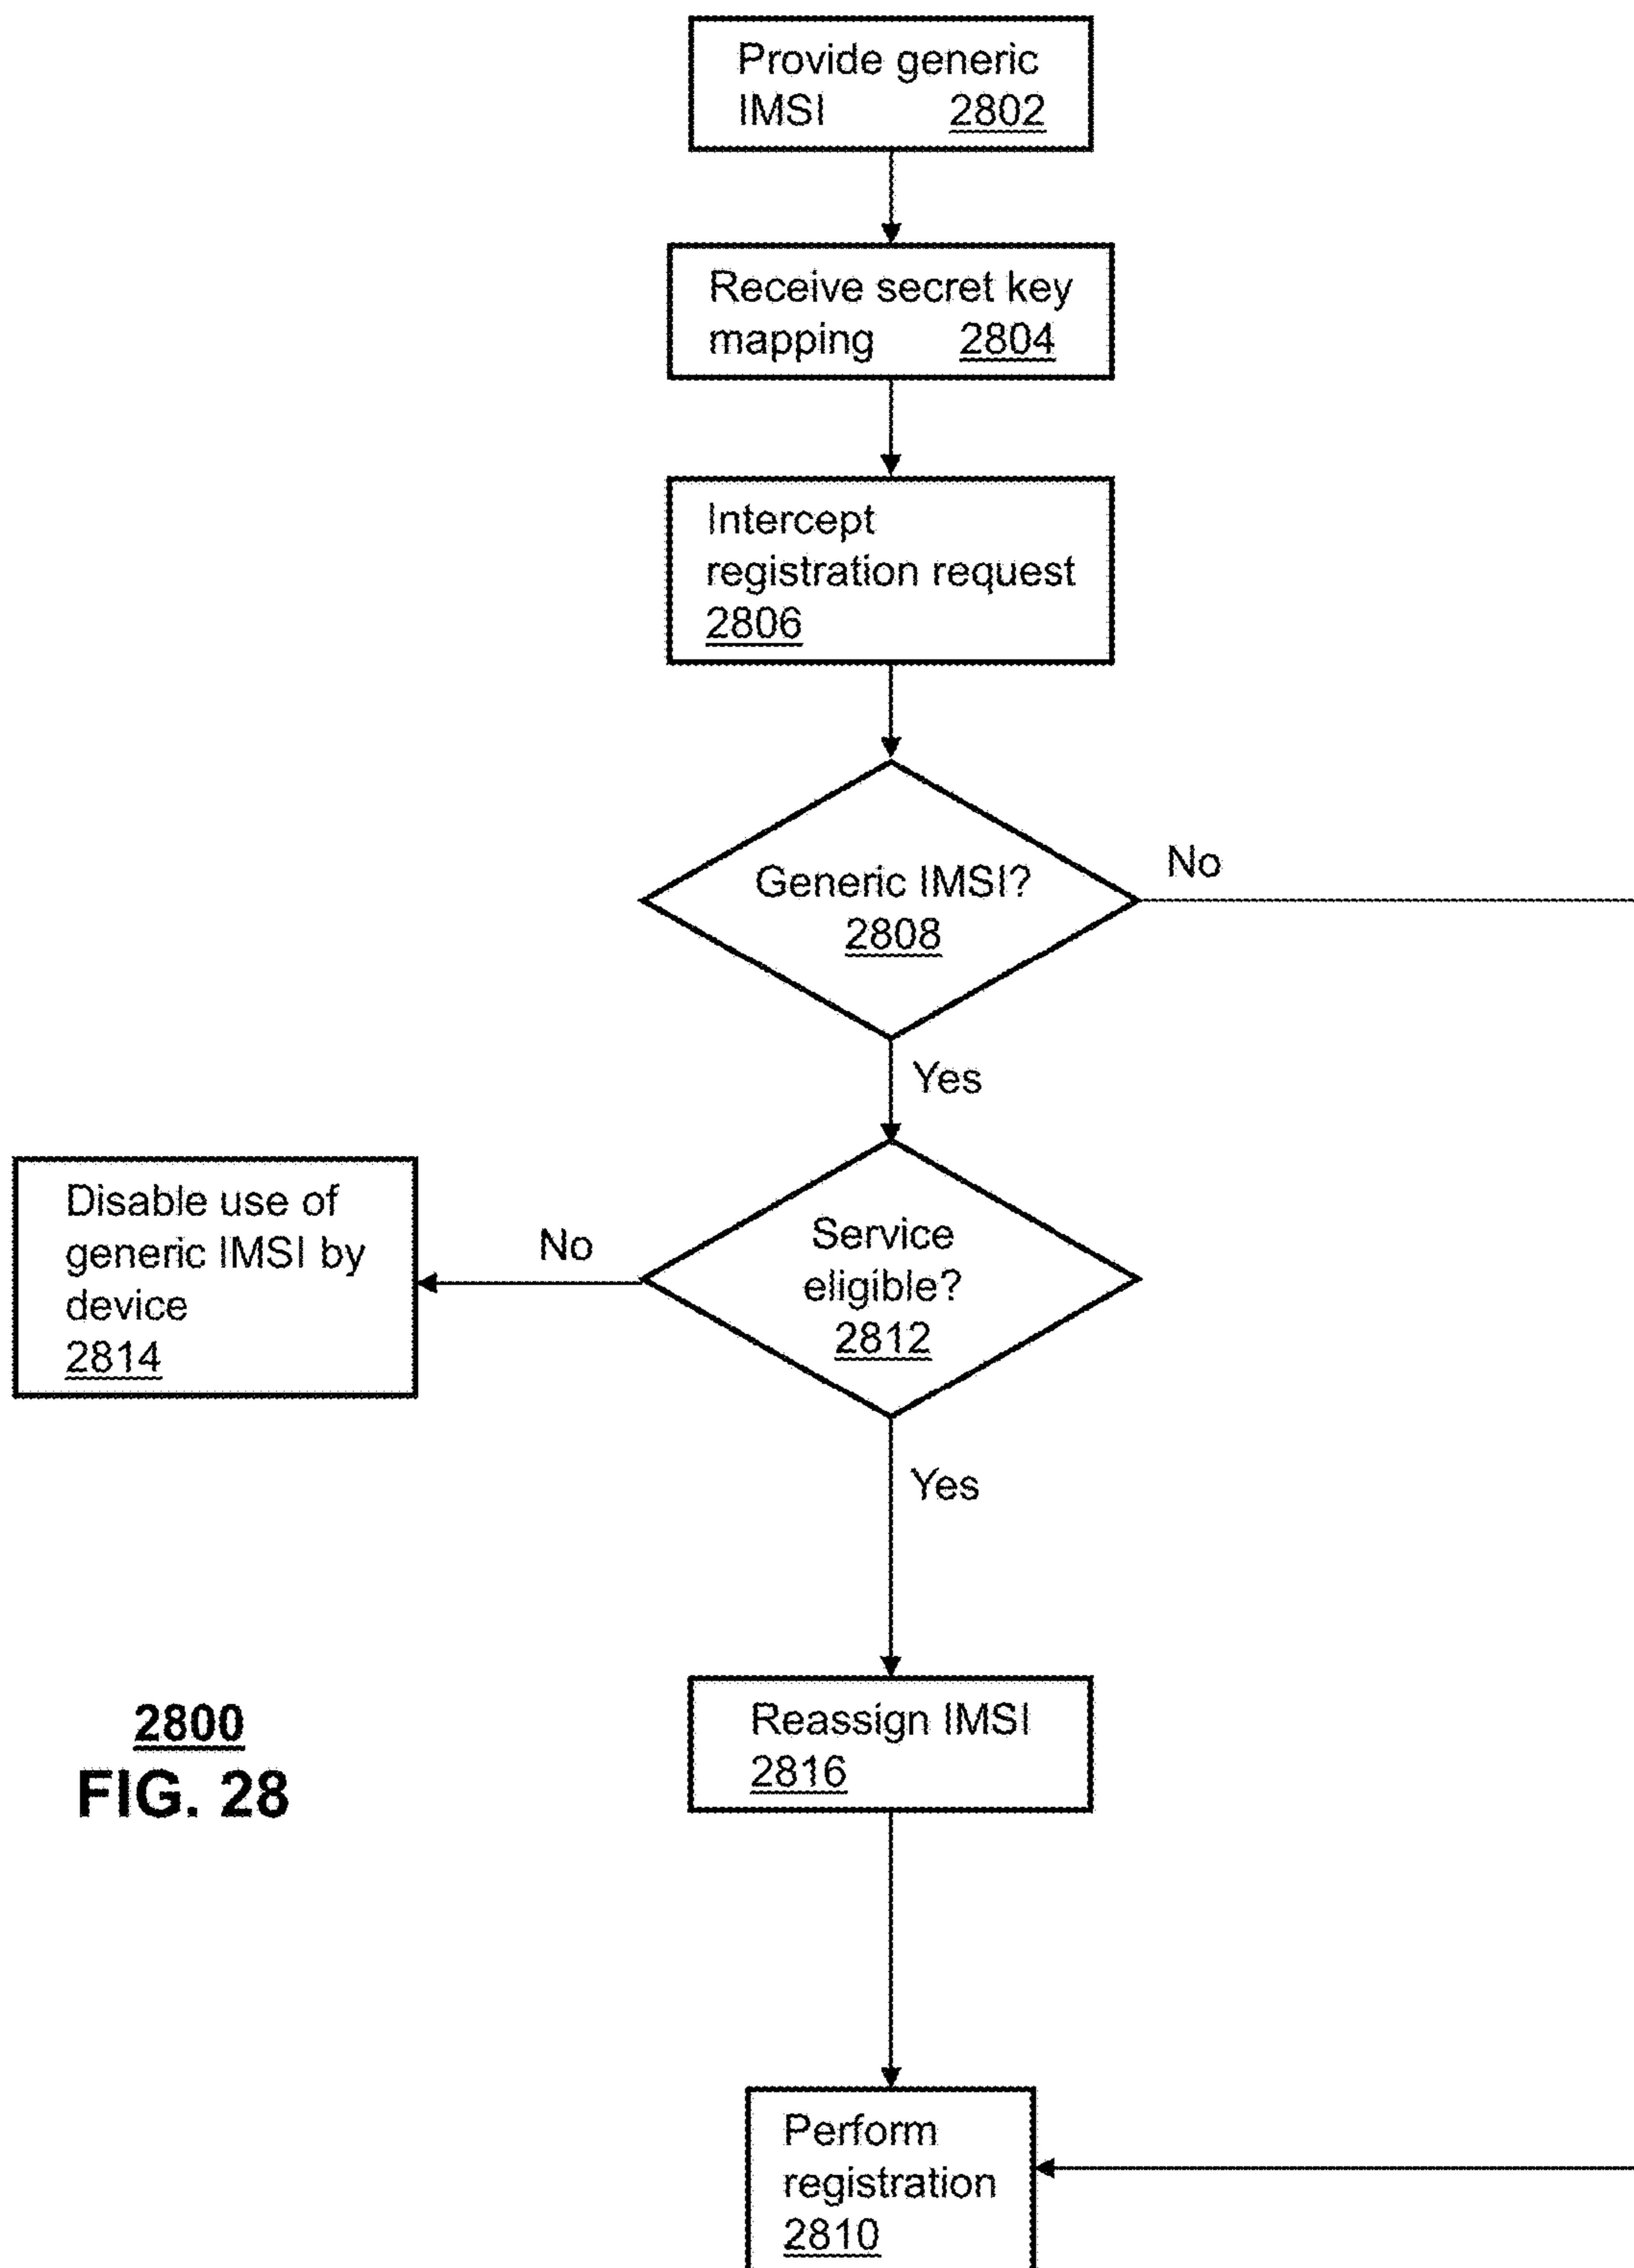 Provide generic
IMSI 2802
Receive secret key
mapping 2804
Intercept
registration request
2806
Generic IMSI?
2808
No
Yes
Service
eligible?
2812
No
Disable use of
generic IMSI by
device
2814
Yes
Reassign IMSI
2816
2800
FIG. 28
Perform
registration
2810